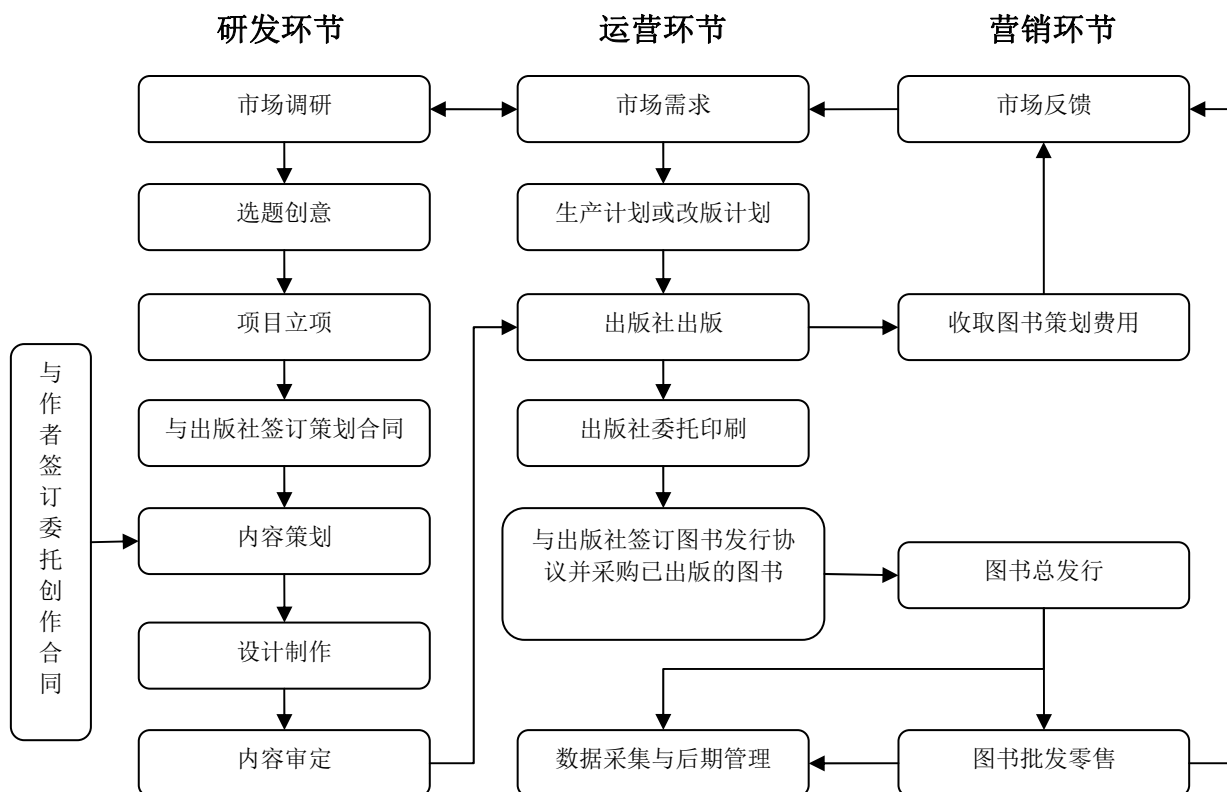 研发环节
运营环节
营销环节
市场调研
市场需求
市场反馈
选题创意
生产计划或改版计划
项目立项
出版社出版
收取图书策划费用
与
作
者
签
订
委
托
创
作
合
同
与出版社签订策划合同
出版社委托印刷
内容策划
与出版社签订图书发行协
议并采购已出版的图书
图书总发行
设计制作
内容审定
数据采集与后期管理
图书批发零售